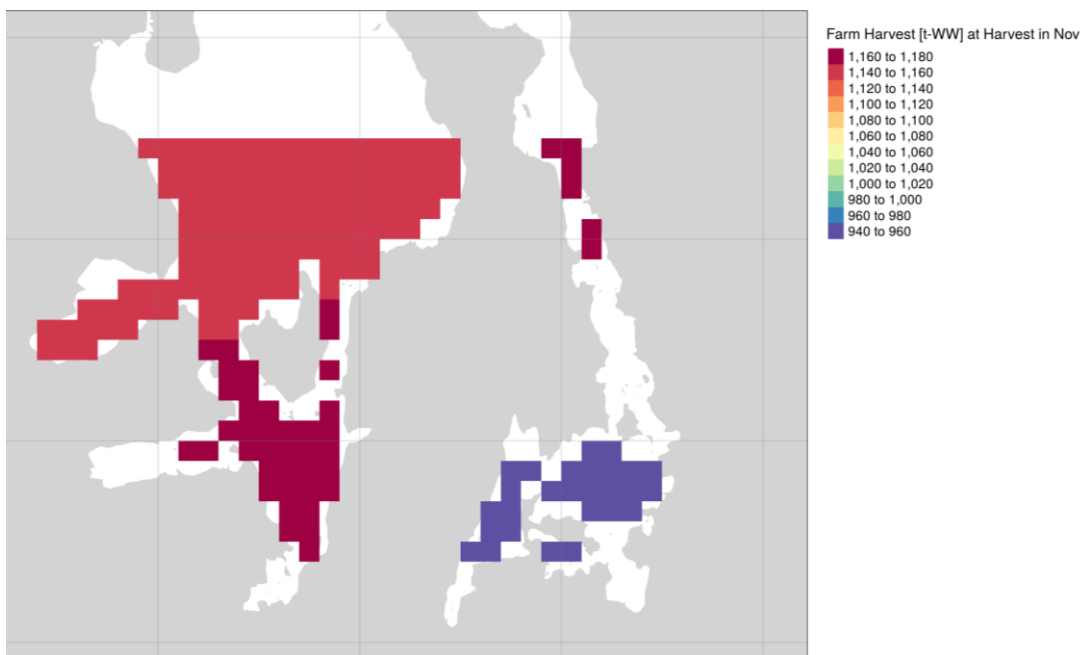 Farm Harvest [t-WW] at Harvest in Nov
1,160 to 1,180
1,140 to 1,160
1,120 to 1,140
1,100 to 1,120
1,080 to 1,100
1,060 to 1,080
1,040 to 1,060
1,020 to 1,040
1,000 to 1,020
980 to 1,000
960 to 980
940 to 960